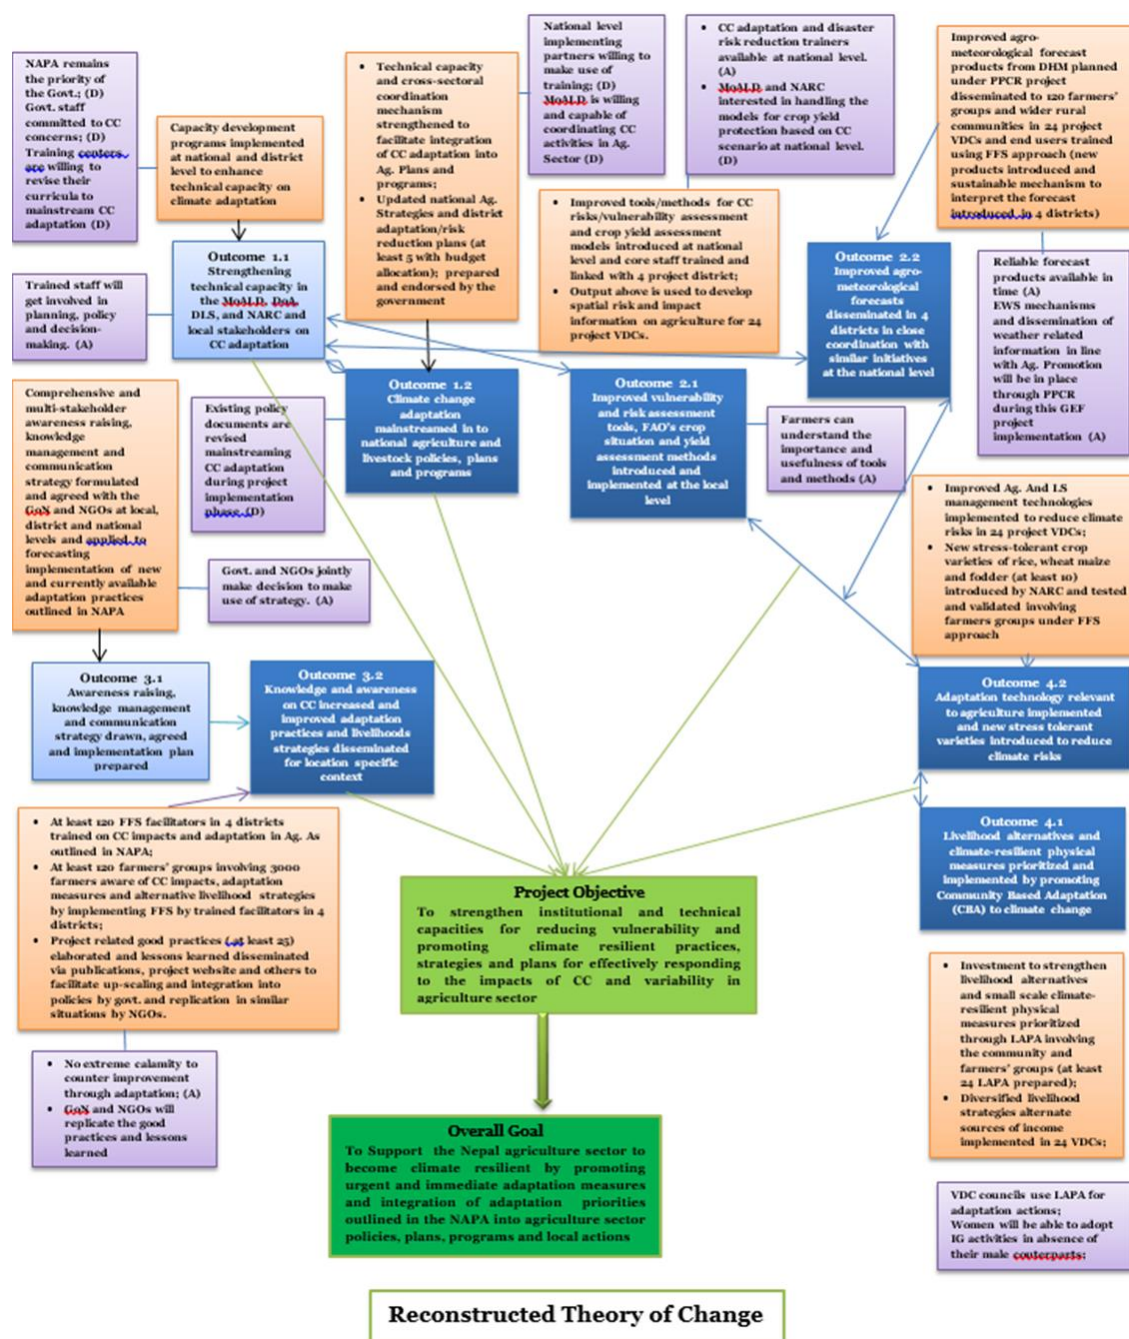 NAPA remains
the priority of
the Govt.; (D)
Govt. staff
committed to CC
concerns; (D)
Training centers
are willing to
revise their
curricula to
mainstream CC
adaptation (D)
Capacity development
programs implemented
at national and district
level to enhance
technical capacity on
climate adaptation
• Technical capacity
and cross-sectoral
coordination
mechanism
strengthened to
facilitate integration
of CC adaptation into
Ag. Plans and
programs;
• Updated national Ag.
Strategies and district
adaptation/risk
reduction plans (at
least 5 with budget
allocation); prepared
and endorsed by the
government
National level
implementing
partners willing to
make use of
training; (D)
MoALD is willing
and capable of
coordinating CC
activities in Ag.
Sector (D)
• CC adaptation and disaster
risk reduction trainers
available at national level.
(A)
• MoALD and NARC
interested in handling the
models for crop yield
protection based on CC
scenario at national level.
(D)
Improved agro-
meteorological forecast
products from DHM planned
under PPCR project
disseminated to 120 farmers'
groups and wider rural
communities in 24 project
VDCs and end users trained
using FFS approach (new
products introduced and
sustainable mechanism to
interpret the forecast
introduced in 4 districts)
Outcome 1.1
Strengthening
technical capacity in
the MoALD, DoA,
DLS, and NARC and
local stakeholders on
CC adaptation
Trained staff will
get involved in
planning, policy
and decision-
making. (A)
• Improved tools/methods for CC
risks/vulnerability assessment
and crop yield assessment
models introduced at national
level and core staff trained and
linked with 4 project district;
• Output above is used to develop
spatial risk and impact
information on agriculture for 24
project VDCs.
Outcome 2.2
Improved agro-
meteorological
forecasts
disseminated in 4
districts in close
coordination with
similar initiatives
at the national level
Reliable forecast
products available in
time (A)
EWS mechanisms
and dissemination of
weather related
information in line
with Ag. Promotion
will be in place
through PPCR
during this GEF
project
implementation (A)
Comprehensive and
multi-stakeholder
awareness raising,
knowledge
management and
communication
strategy formulated
and agreed with the
GoN and NGOs at local,
district and national
levels and applied to
forecasting
implementation of new
and currently available
adaptation practices
outlined in NAPA
Existing policy
documents are
revised
mainstreaming
CC adaptation
during project
implementation
phase. (D)
Outcome 1.2
Climate change
adaptation
mainstreamed in to
national agriculture and
livestock policies, plans
and programs
Outcome 2.1
Improved vulnerability
and risk assessment
tools, FAO's crop
situation and yield
assessment methods
introduced and
implemented at the local
level
Farmers can
understand the
importance and
usefulness of tools
and methods (A)
• Improved Ag. And LS
management technologies
implemented to reduce climate
risks in 24 project VDCs;
• New stress-tolerant crop
varieties of rice, wheat maize
and fodder (at least 10)
introduced by NARC and tested
and validated involving
farmers groups under FFS
approach
Govt. and NGOs jointly
make decision to make
use of strategy. (A)
Outcome 3.1
Awareness raising,
knowledge management
and communication
strategy drawn, agreed
and implementation plan
prepared
Outcome 3.2
Knowledge and awareness
on CC increased and
improved adaptation
practices and livelihoods
strategies disseminated
for location specific
context
Outcome 4.2
Adaptation technology relevant
to agriculture implemented
and new stress tolerant
varieties introduced to reduce
climate risks
• At least 120 FFS facilitators in 4 districts
trained on CC impacts and adaptation in Ag. As
outlined in NAPA;
• At least 120 farmers' groups involving 3000
farmers aware of CC impacts, adaptation
measures and alternative livelihood strategies
by implementing FFS by trained facilitators in 4
districts;
• Project related good practices ( at least 25)
elaborated and lessons learned disseminated
via publications, project website and others to
facilitate up-scaling and integration into
policies by govt. and replication in similar
situations by NGOs.
Outcome 4.1
Livelihood alternatives and
climate-resilient physical
measures prioritized and
implemented by promoting
Community Based Adaptation
(CBA) to climate change
Project Objective
To strengthen institutional and technical
capacities for reducing vulnerability and
promoting climate resilient practices,
strategies and plans for effectively responding
to the impacts of CC and variability in
agriculture sector
• No extreme calamity to
counter improvement
through adaptation; (A)
• GoN and NGOs will
replicate the good
practices and lessons
learned
• Investment to strengthen
livelihood alternatives
and small scale climate-
resilient physical
measures prioritized
through LAPA involving
the community and
farmers' groups (at least
24 LAPA prepared);
• Diversified livelihood
strategies alternate
sources of income
implemented in 24 VDCs;
Overall Goal
To Support the Nepal agriculture sector to
become climate resilient by promoting
urgent and immediate adaptation measures
and integration of adaptation priorities
outlined in the NAPA into agriculture sector
policies, plans, programs and local actions
VDC councils use LAPA for
adaptation actions;
Women will be able to adopt
IG activities in absence of
their male couterparts;
Reconstructed Theory of Change